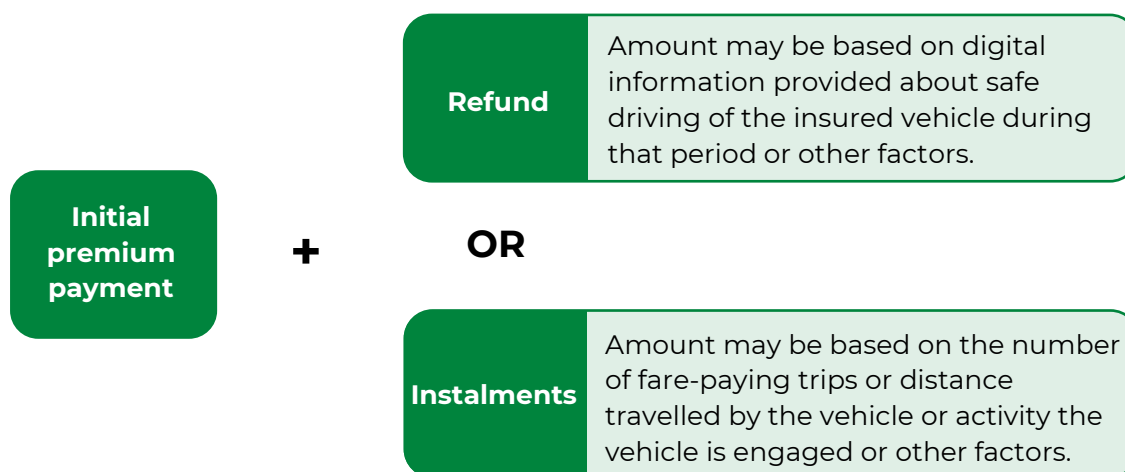 Initial
premium
payment
+
Refund
Amount may be based on digital
information provided about safe
driving of the insured vehicle during
that period or other factors.
OR
Instalments
Amount may be based on the number
of fare-paying trips or distance
travelled by the vehicle or activity the
vehicle is engaged or other factors.